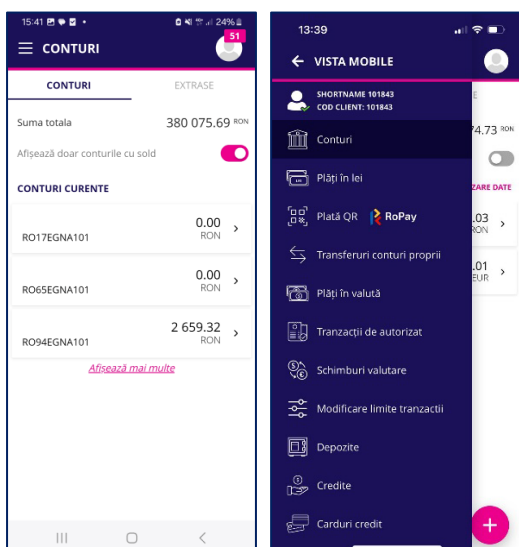 15:41
24%
51
CONTURI
CONTURI
EXTRASE
Suma totala
380 075.69 RON
Afișează doar conturile cu sold
CONTURI CURENTE
0.00
RO17EGNA101
RON
0.00
RO65EGNA101
RON
2 659.32
RO94EGNA101
RON
Afișează mai multe
13:39
VISTA MOBILE
SHORTNAME 101843
COD CLIENT: 101843
E
Conturi
74.73 RON
Plăți în lei
ZARE DATE
Plată QR RoPay
.03
RON
Transferuri conturi proprii
.01
EUR
Plăți în valută
Tranzacții de autorizat
Schimburi valutare
Modificare limite tranzactii
Depozite
Credite
Carduri credit